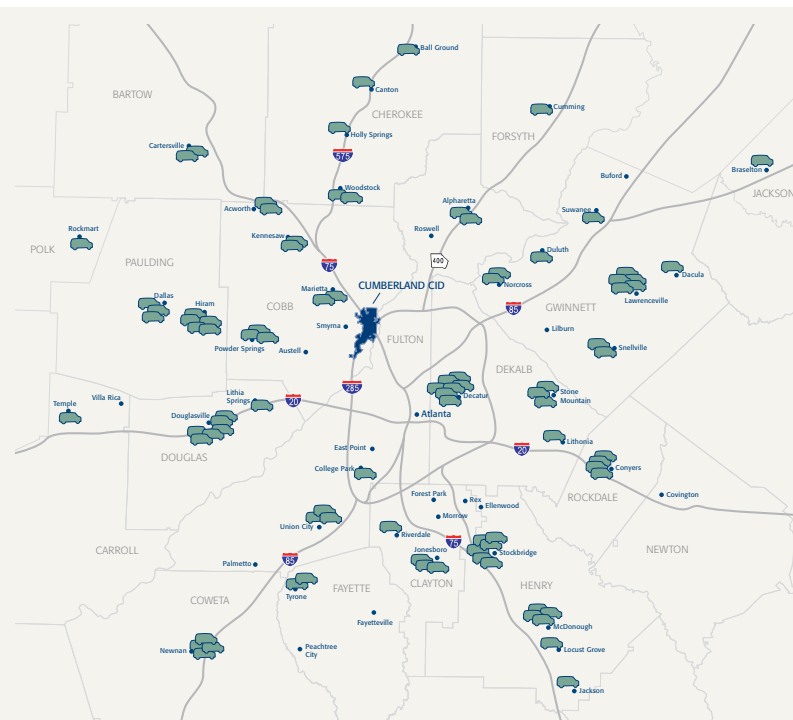 Ball Ground
Canton
BARTOW
CHEROKEE
Cumming
FORSYTH
Holly Springs
Cartersville
575
Braselton
Buford
Woodstock
JACKSON
Alpharetta
Acworth
Suwanee
Rockmart
Roswell
Kennesaw
POLK
Duluth
PAULDING
400
75
Dacula
Norcross
CUMBERLAND CID
Marietta
Dallas
Lawrenceville
Hiram
COBB
85
GWINNETT
Smyrna
Lilburn
FULTON
Powder Springs
Austell
Snellville
DEKALB
285
Lithia
Springs
Villa Rica
Temple
20
Decatur
Stone
Mountain
Douglasville
Atlanta
Lithonia
East Point
20
DOUGLAS
College Park
Conyers
Forest Park
Rex
Covington
ROCKDALE
Ellenwood
Morrow
Union City
Riverdale
75
CARROLL
Jonesboro
Stockbridge
NEWTON
85
Palmetto
CLAYTON
HENRY
FAYETTE
Tyrone
COWETA
Fayetteville
McDonough
Peachtree
City
Newnan
Locust Grove
Jackson